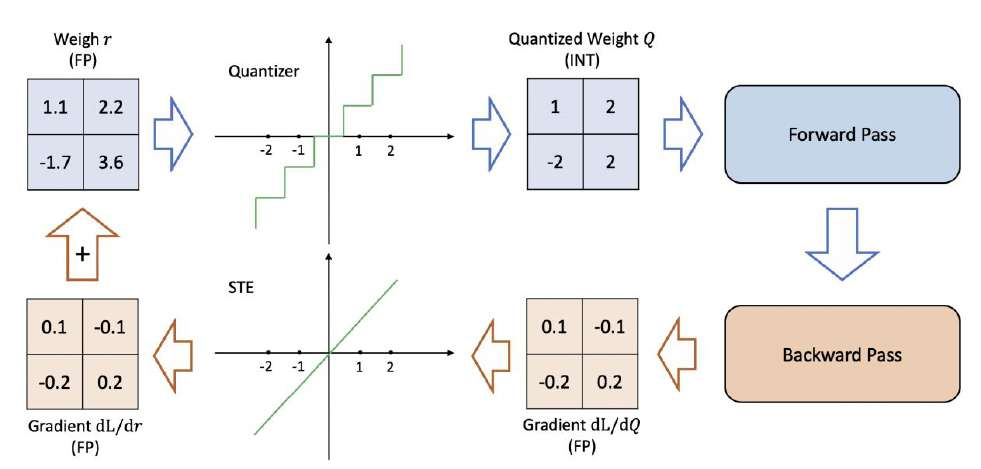 Weigh r
(FP)
1.1 2.2
-1.7 3.6
Quantizer
-2 -1 1 2
Quantized Weight Q
(INT)
1 2
-2 2
Forward Pass
+
0.1 -0.1
-0.2 0.2
Gradient dL/dr
(FP)
STE
-2 -1 1 2
0.1 -0.1
-0.2 0.2
Gradient dL/dQ
(FP)
Backward Pass